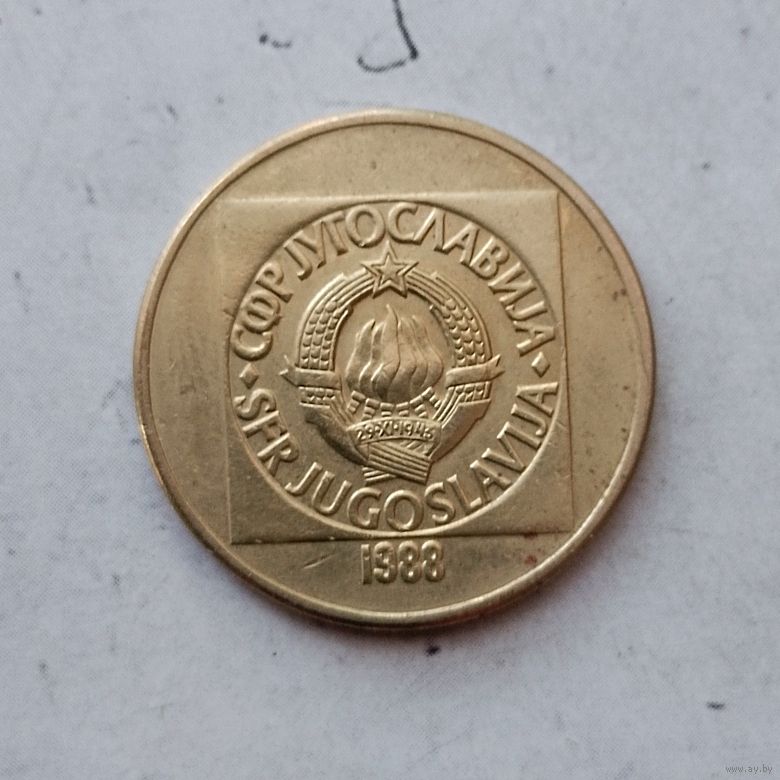 СФР ЈУГОСЛАВИЈА
29·XI·1943
SFR JUGOSLAVIJA
1988
www.ay.by